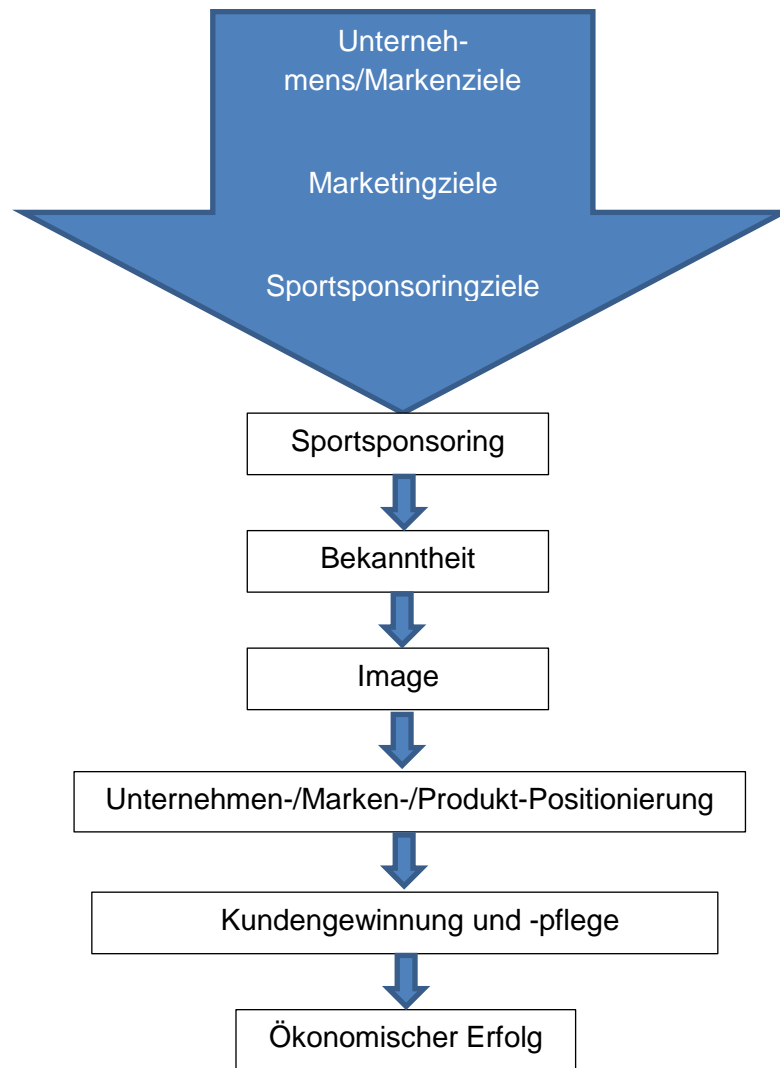 Unterneh-
mens/Markenziele
Marketingziele
Sportsponsoringziele
Sportsponsoring
Bekanntheit
Image
Unternehmen-/Marken-/Produkt-Positionierung
Kundengewinnung und -pflege
Ökonomischer Erfolg